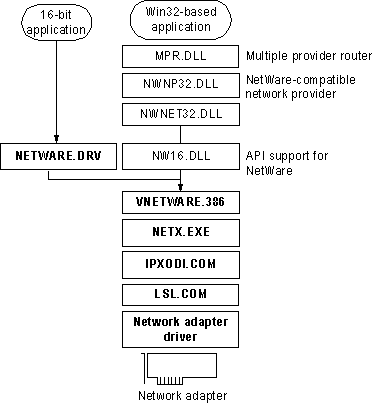 16-bit
application
Win32-based
application
MPR.DLL
Multiple provider router
NWNP32.DLL
NetWare-compatible
network provider
NWNET32.DLL
NETWARE.DRV
NW16.DLL
API support for
NetWare
VNETWARE.386
NETX.EXE
IPXODI.COM
LSL.COM
Network adapter
driver
Network adapter